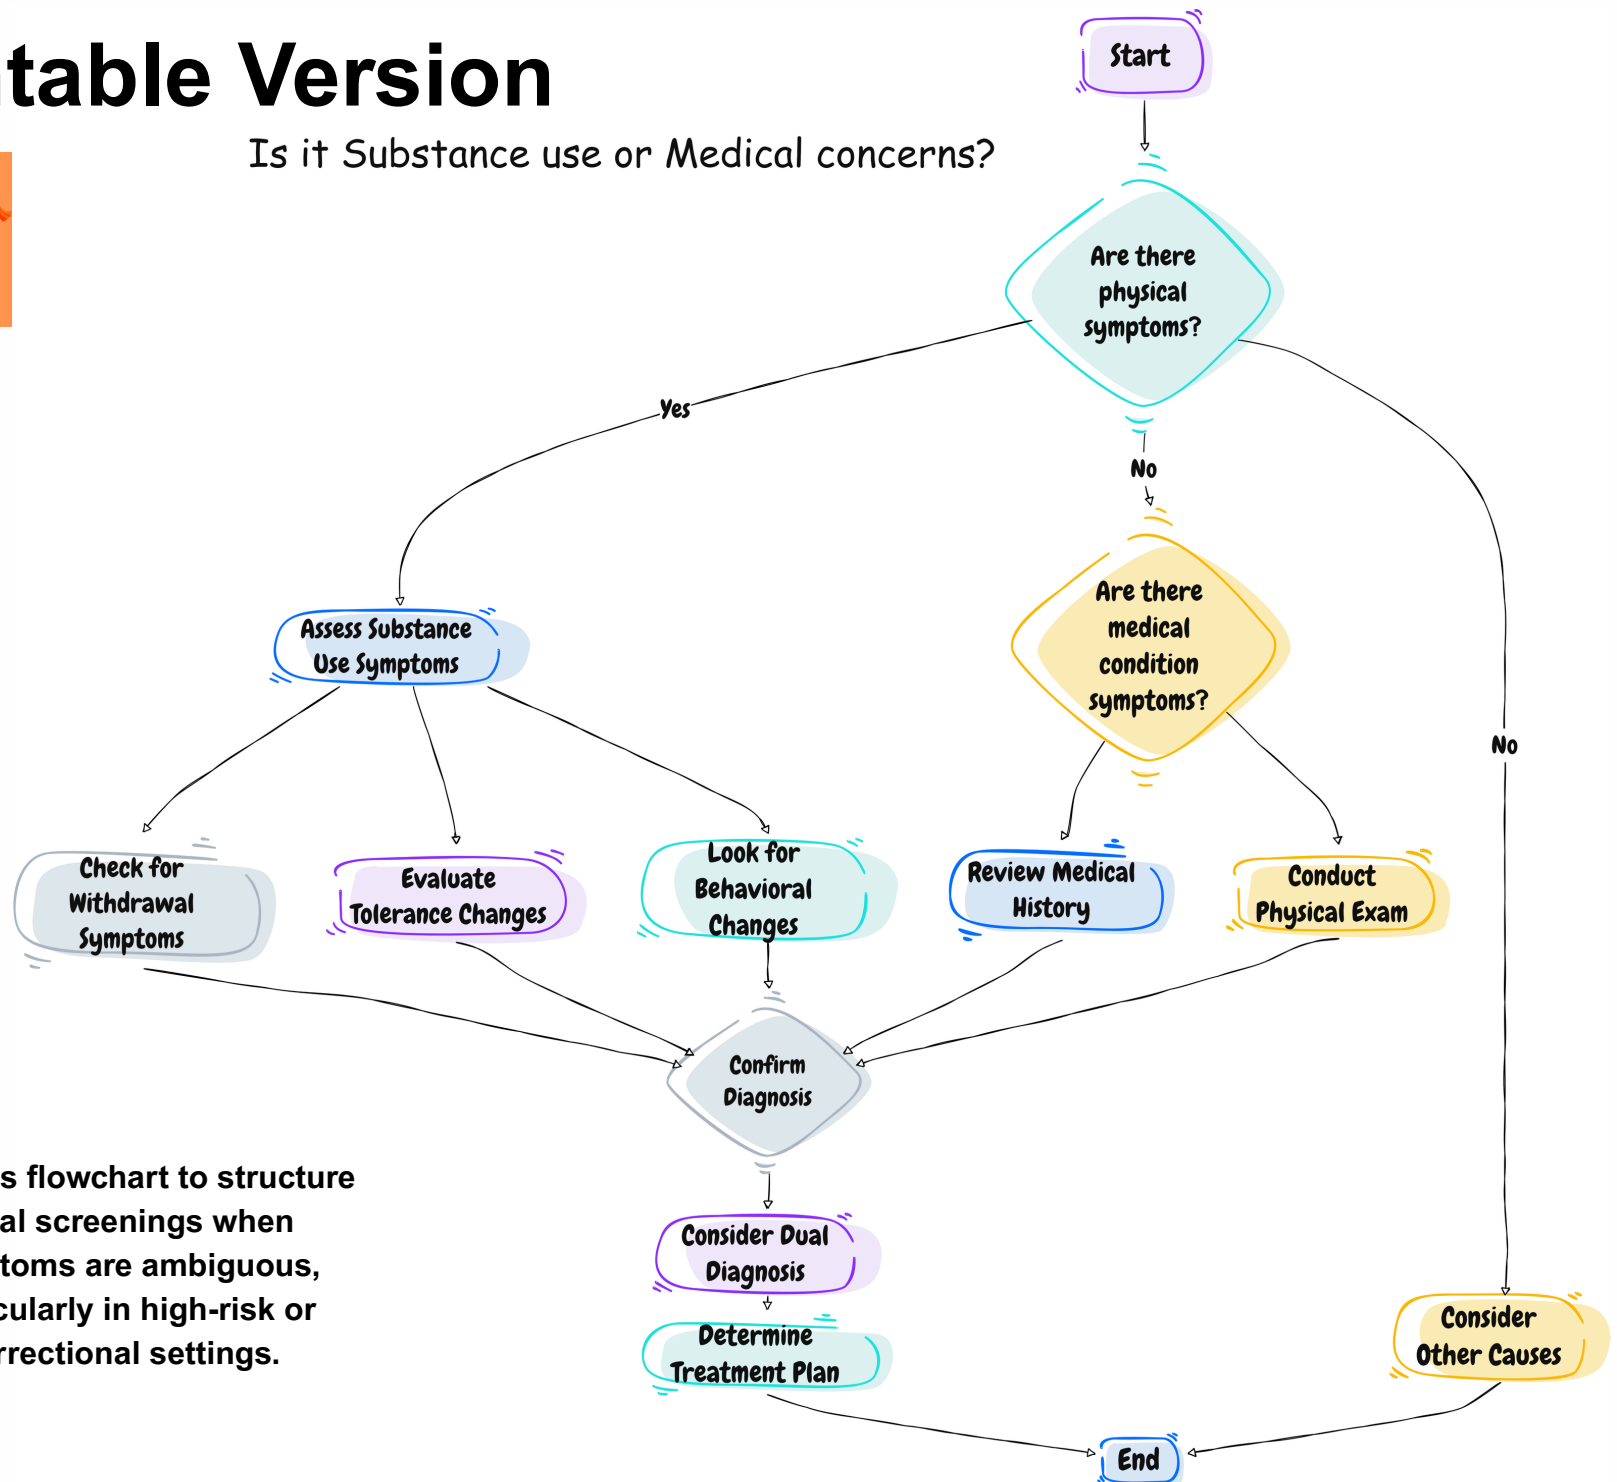 table Version
Is it Substance use or Medical concerns?
Start
Are there
physical
symptoms?
Yes
No
No
Assess Substance
Use Symptoms
Are there
medical
condition
symptoms?
Check for
Withdrawal
Symptoms
Evaluate
Tolerance Changes
Look for
Behavioral
Changes
Review Medical
History
Conduct
Physical Exam
Confirm
Diagnosis
s flowchart to structure
al screenings when
toms are ambiguous,
cularly in high-risk or
rrectional settings.
Consider Dual
Diagnosis
Determine
Treatment Plan
Consider
Other Causes
End